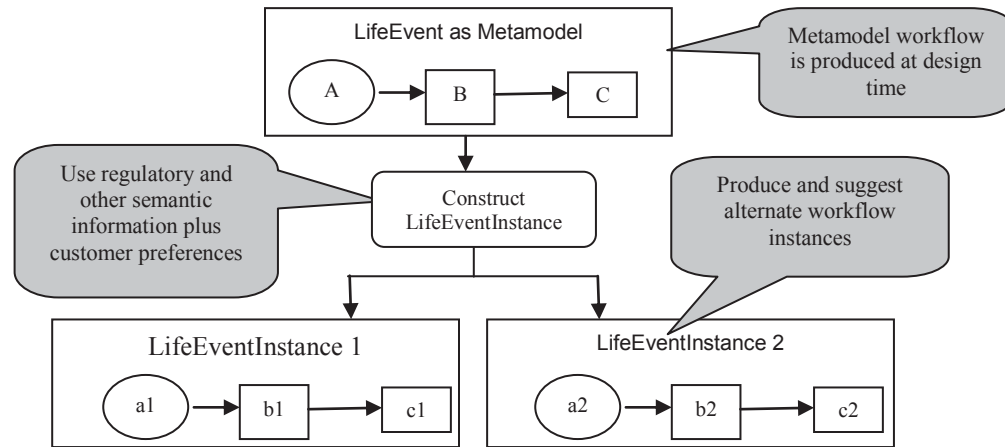 LifeEvent as Metamodel
A
B
C
Metamodel workflow
is produced at design
time
Use regulatory and
other semantic
information plus
customer preferences
Construct
LifeEventInstance
Produce and suggest
alternate workflow
instances
LifeEventInstance 1
a1
b1
c1
LifeEventInstance 2
a2
b2
c2